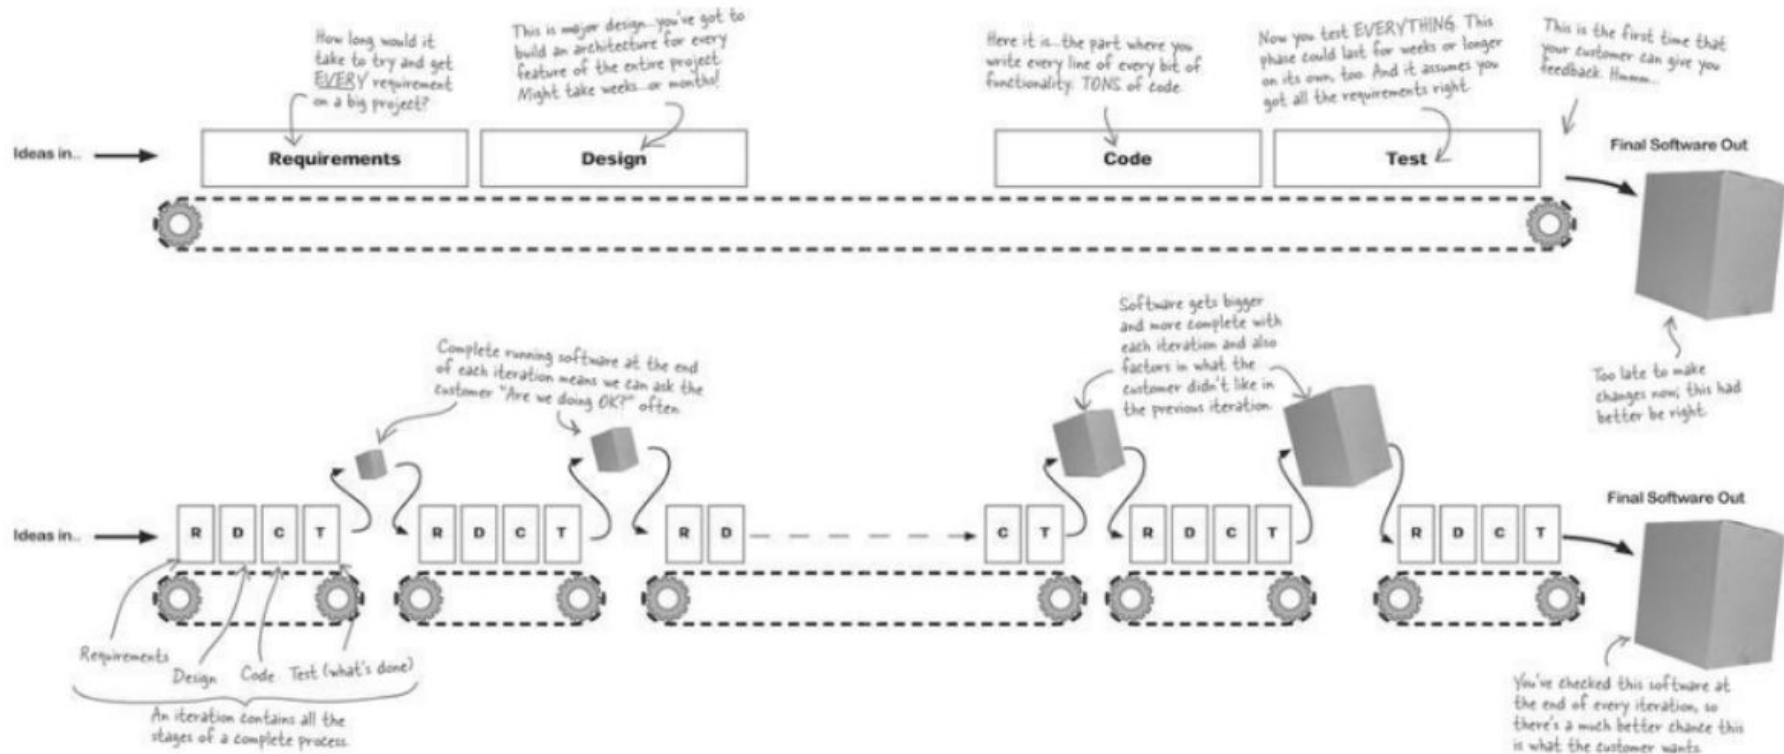 How long would it
take to try and get
EVERY requirement
on a big project?
This is major design...you've got to
build an architecture for every
feature of the entire project.
Might take weeks...or months!
Here it is...the part where you
write every line of every bit of
functionality. TONS of code.
Now you test EVERYTHING. This
phase could last for weeks or longer
on its own, too. And it assumes you
got all the requirements right.
This is the first time that
your customer can give you
feedback. Hmmm...
Ideas in...
Requirements
Design
Code
Test
Final Software Out
Too late to make
changes now; this had
better be right.
Complete running software at the end
of each iteration means we can ask the
customer "Are we doing OK?" often.
Software gets bigger
and more complete with
each iteration and also
factors in what the
customer didn't like in
the previous iteration.
Ideas in...
R D C T
R D C T
R D
C T
R D C T
R D C T
Final Software Out
Requirements
Design
Code
Test (what's done)
An iteration contains all the
stages of a complete process.
You've checked this software at
the end of every iteration, so
there's a much better chance this
is what the customer wants.